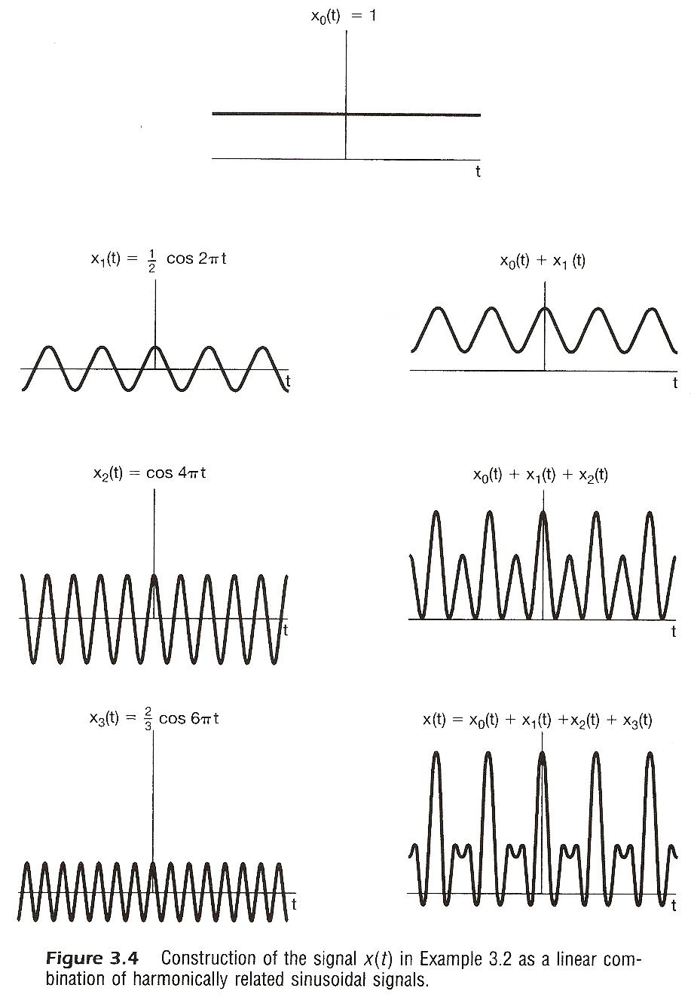 x₀(t) = 1
t
x₁(t) = 1/2 cos 2πt
t
x₀(t) + x₁ (t)
t
x₂(t) = cos 4πt
t
x₀(t) + x₁(t) + x₂(t)
t
x₃(t) = 2/3 cos 6πt
t
x(t) = x₀(t) + x₁(t) +x₂(t) + x₃(t)
t
Figure 3.4 Construction of the signal x(t) in Example 3.2 as a linear com-
bination of harmonically related sinusoidal signals.